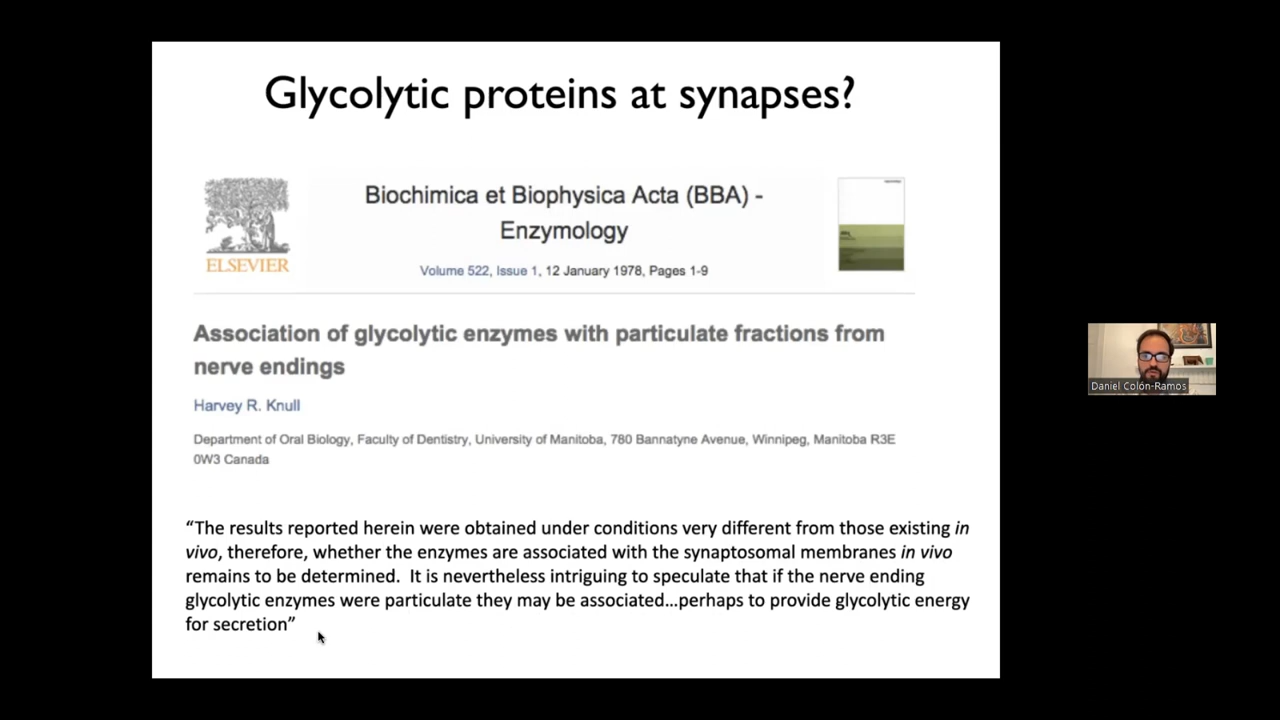 Glycolytic proteins at synapses?
Biochimica et Biophysica Acta (BBA) -
Enzymology
ELSEVIER
Volume 522, Issue 1, 12 January 1978, Pages 1-9
Association of glycolytic enzymes with particulate fractions from
nerve endings
Harvey R. Knull
Department of Oral Biology, Faculty of Dentistry, University of Manitoba, 780 Bannatyne Avenue, Winnipeg, Manitoba R3E
0W3 Canada
“The results reported herein were obtained under conditions very different from those existing in
vivo, therefore, whether the enzymes are associated with the synaptosomal membranes in vivo
remains to be determined.  It is nevertheless intriguing to speculate that if the nerve ending
glycolytic enzymes were particulate they may be associated...perhaps to provide glycolytic energy
for secretion”
Daniel Colón-Ramos